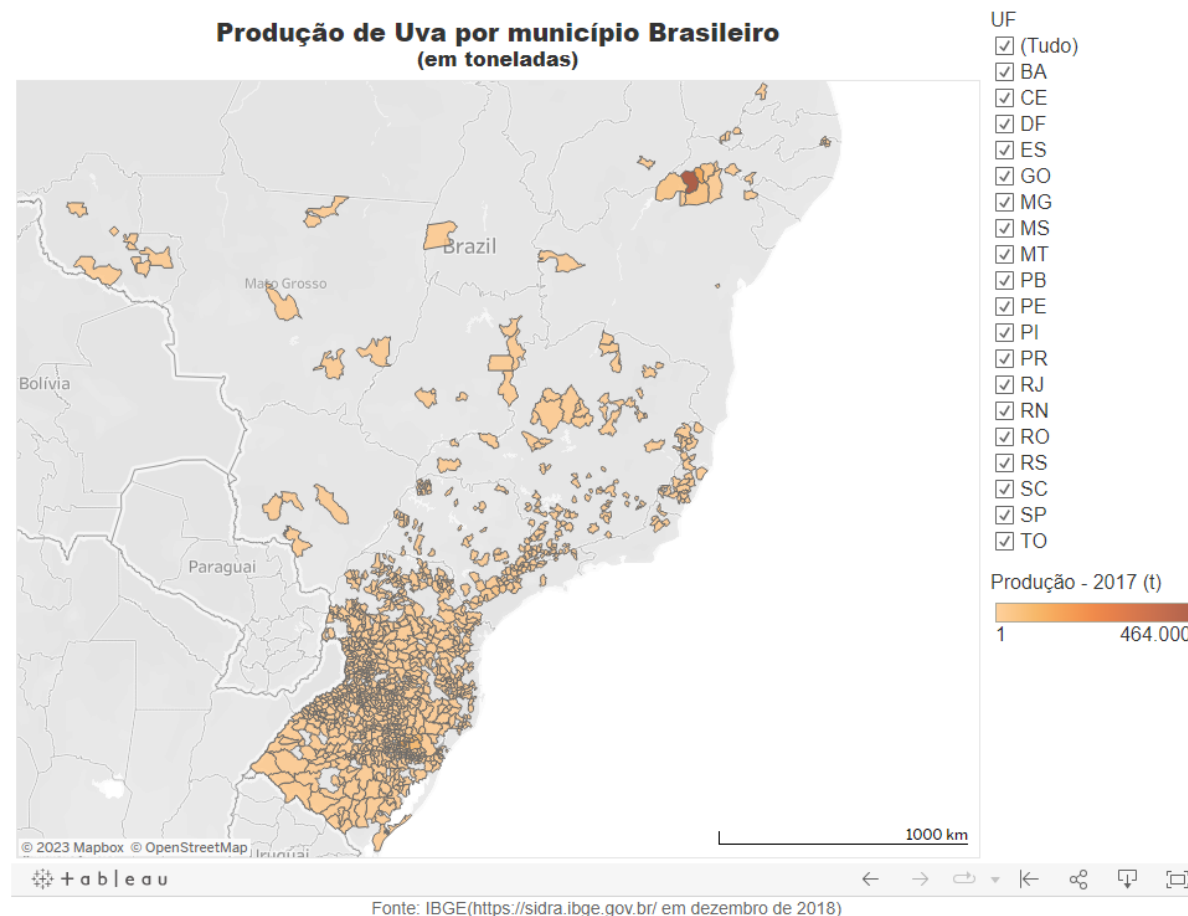 Produção de Uva por município Brasileiro
(em toneladas)
UF
(Tudo)
BA
CE
DF
ES
GO
MG
MS
MT
PB
PE
PI
PR
RJ
RN
RO
RS
SC
SP
TO
Produção - 2017 (t)
1 464.000
Brazil
Mato Grosso
Bolívia
Paraguai
Uruguai
1000 km
© 2023 Mapbox © OpenStreetMap
+ a b l e a u
Fonte: IBGE(https://sidra.ibge.gov.br/ em dezembro de 2018)